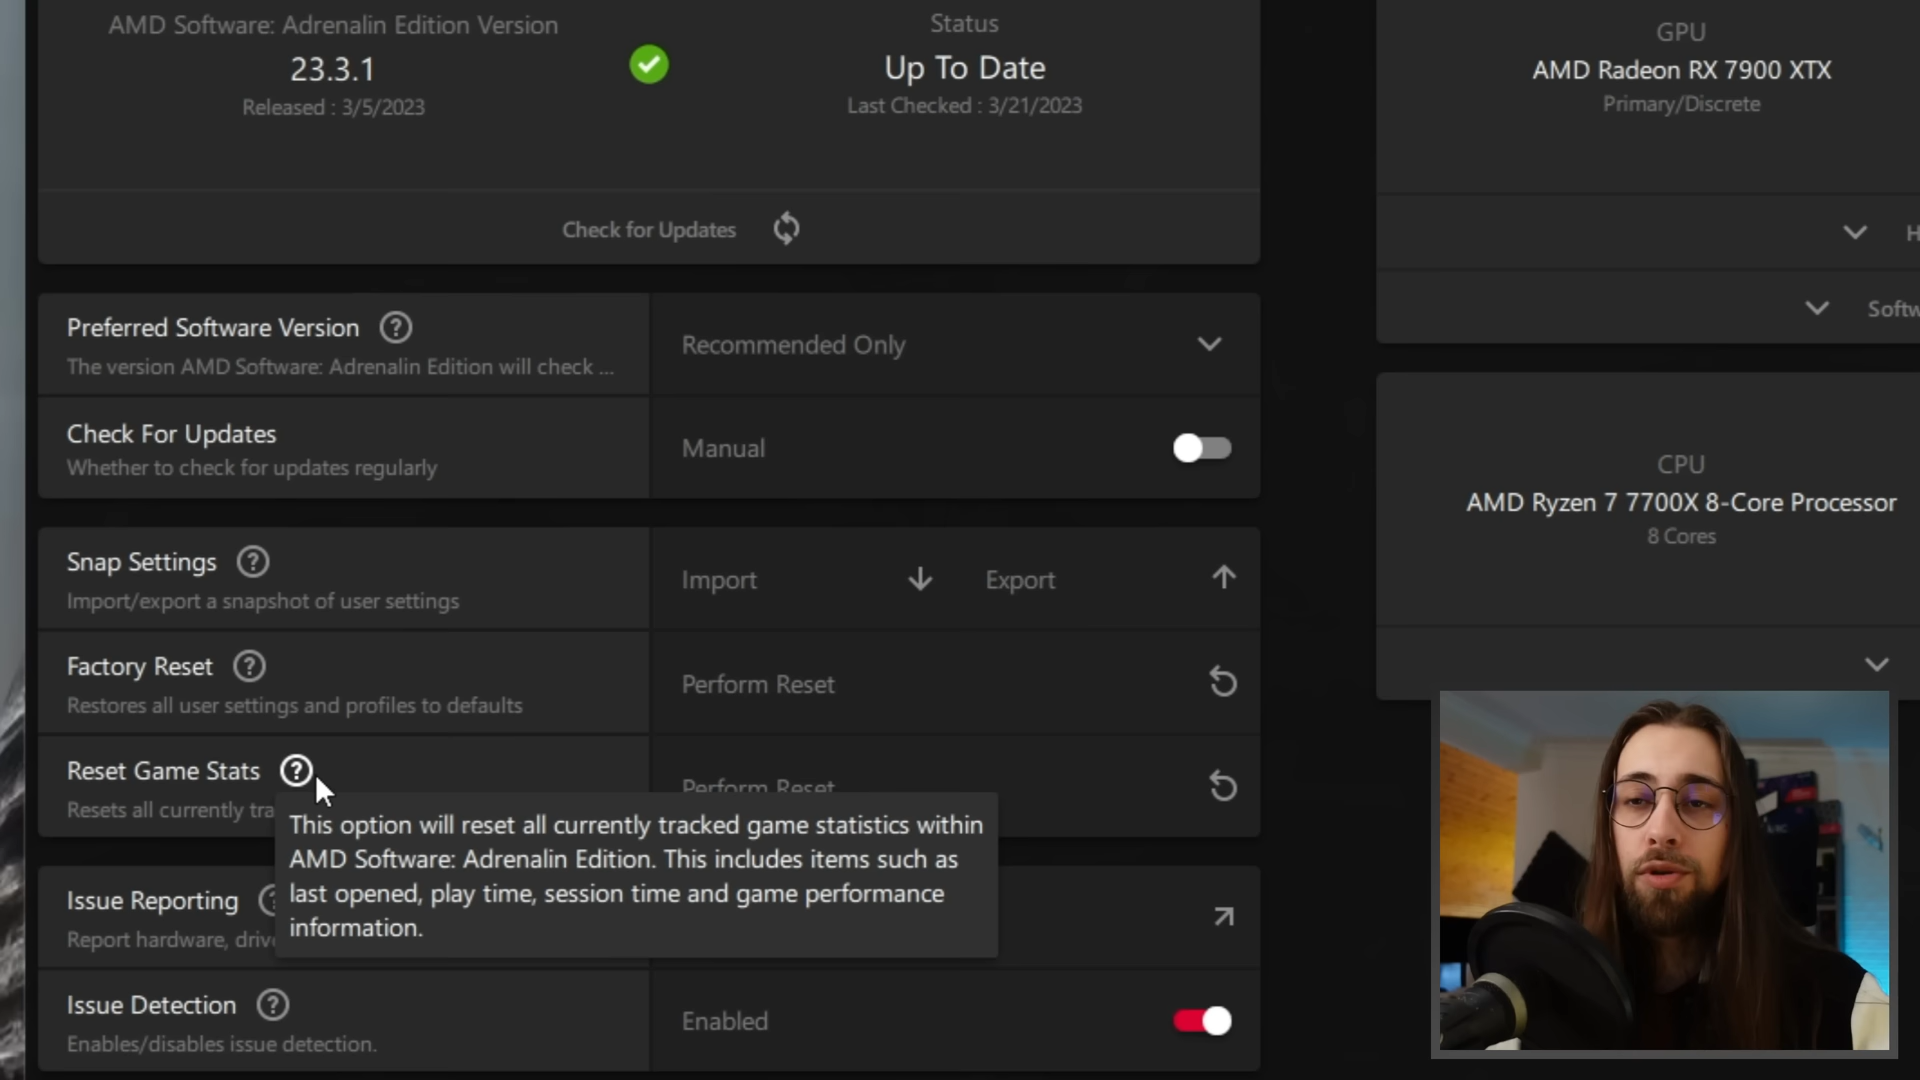 AMD Software: Adrenalin Edition Version
23.3.1
Released : 3/5/2023
Status
Up To Date
Last Checked : 3/21/2023
Check for Updates
Preferred Software Version
The version AMD Software: Adrenalin Edition will check ...
Recommended Only
Check For Updates
Whether to check for updates regularly
Manual
Snap Settings
Import/export a snapshot of user settings
Import
Export
Factory Reset
Restores all user settings and profiles to defaults
Perform Reset
Reset Game Stats
Resets all currently tra
Perform Reset
This option will reset all currently tracked game statistics within
AMD Software: Adrenalin Edition. This includes items such as
last opened, play time, session time and game performance
information.
Issue Reporting
Report hardware, driv
Issue Detection
Enables/disables issue detection.
Enabled
GPU
AMD Radeon RX 7900 XTX
Primary/Discrete
H
Softw
CPU
AMD Ryzen 7 7700X 8-Core Processor
8 Cores